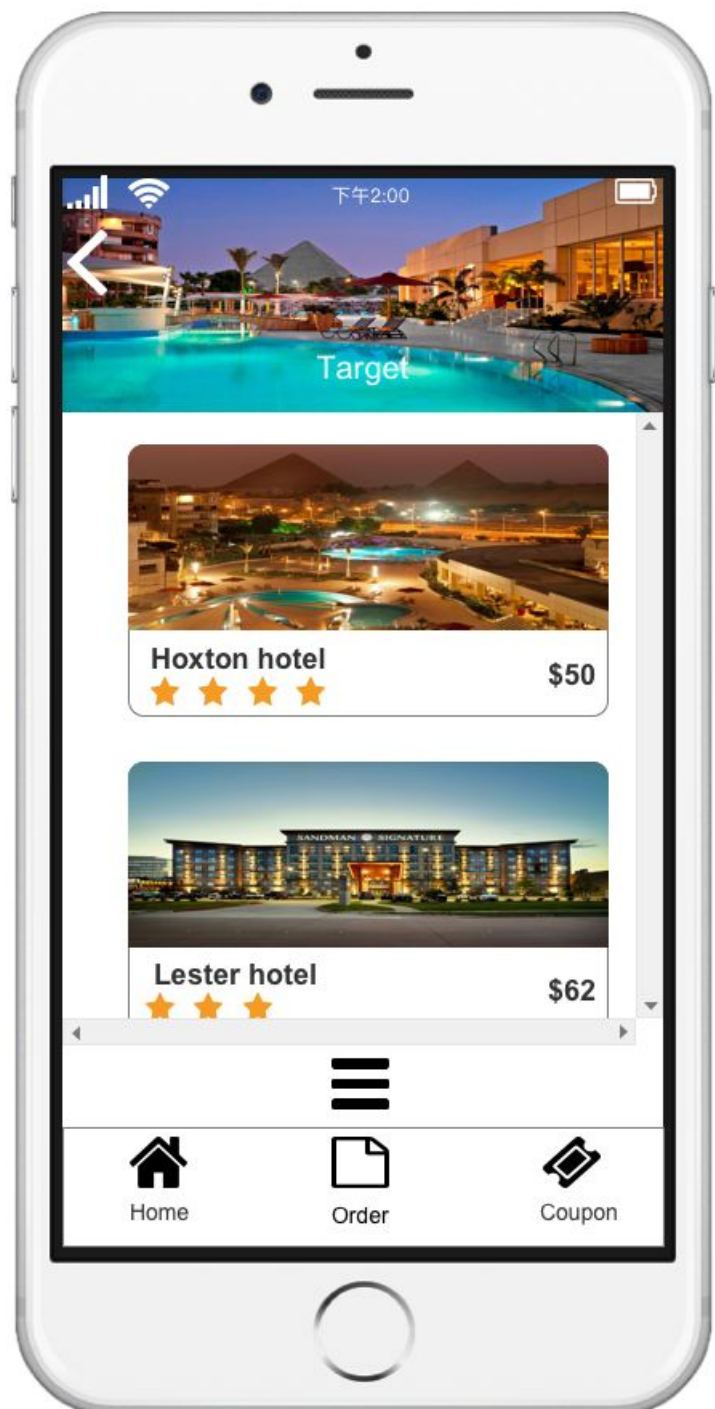 下午2:00
Target
Hoxton hotel
$50
SANDMAN SIGNATURE
Lester hotel
$62
Home
Order
Coupon